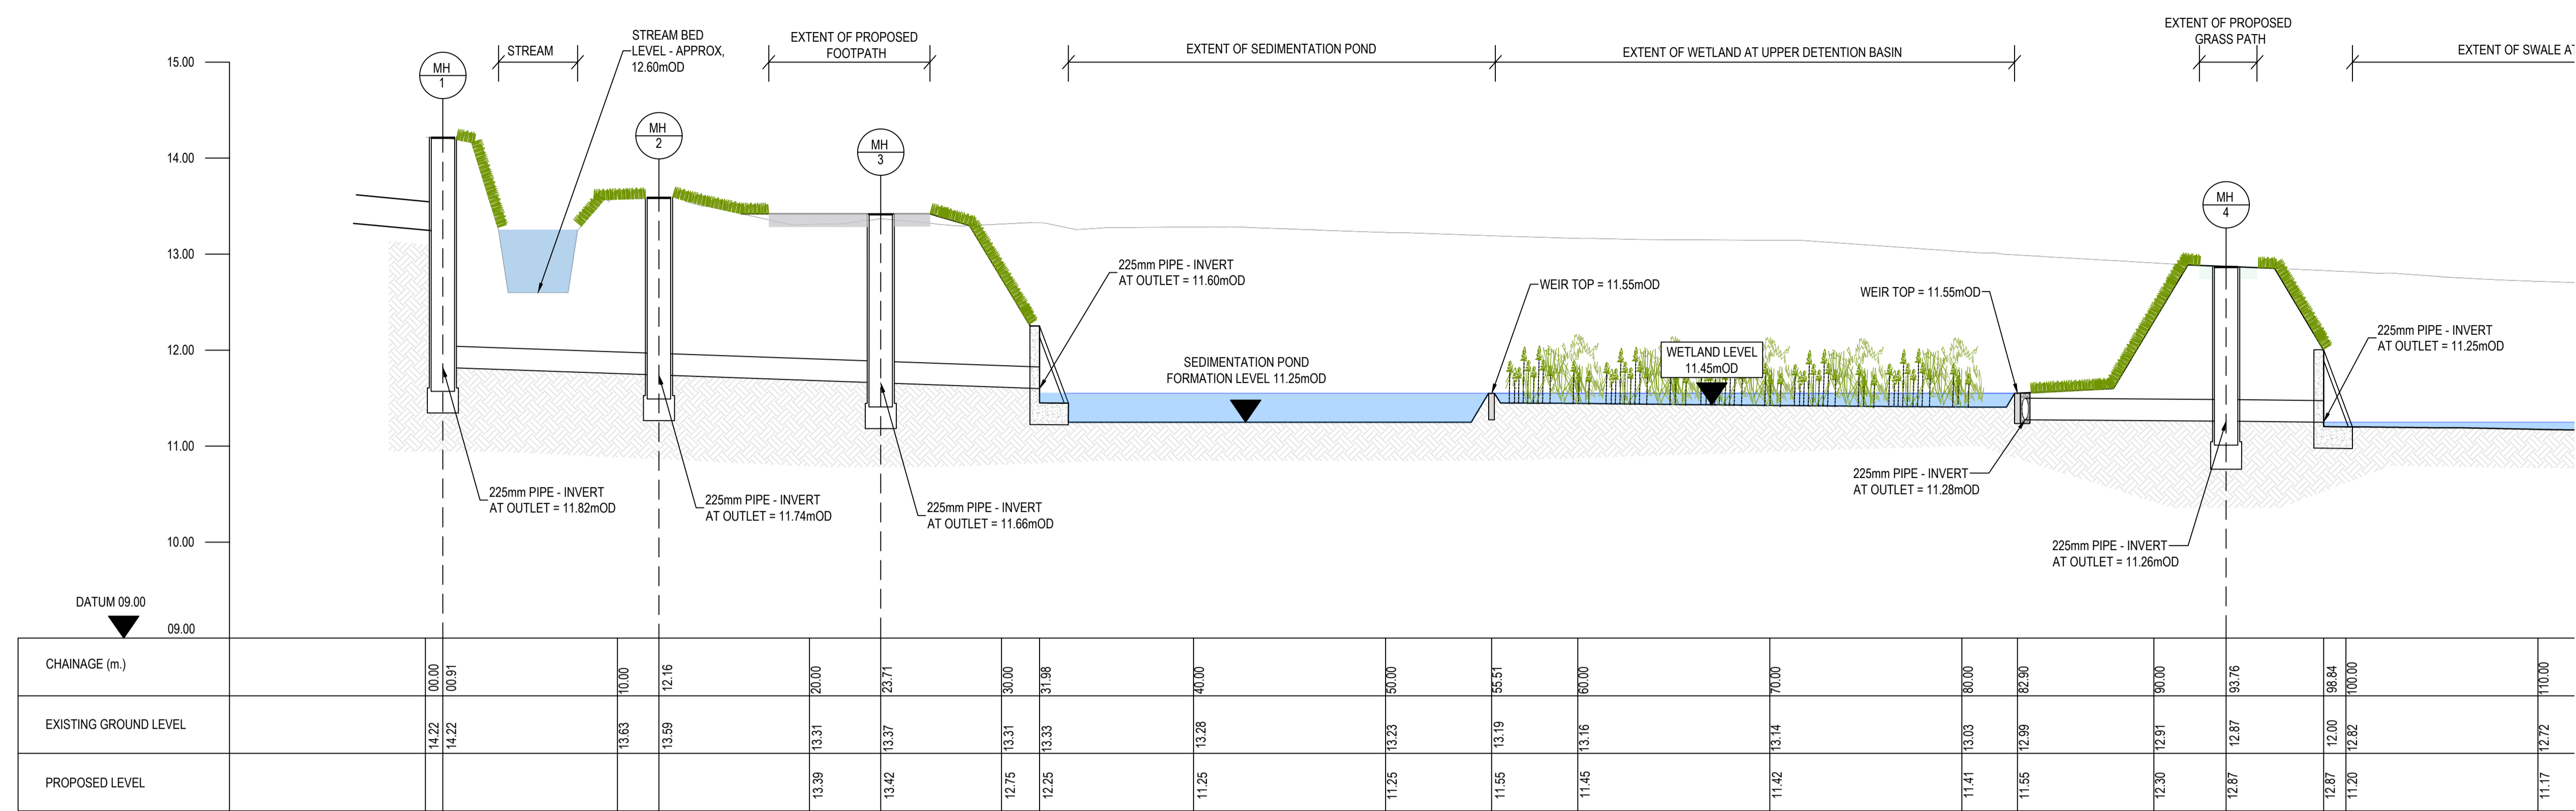 EXTENT OF PROPOSED
GRASS PATH
STREAM BED
LEVEL - APPROX,
12.60mOD
EXTENT OF PROPOSED
FOOTPATH
STREAM
EXTENT OF SEDIMENTATION POND
EXTENT OF WETLAND AT UPPER DETENTION BASIN
EXTENT OF SWALE AT
15.00
MH
1
MH
2
MH
3
MH
4
14.00
13.00
12.00
11.00
10.00
09.00
225mm PIPE - INVERT
AT OUTLET = 11.60mOD
WEIR TOP = 11.55mOD
WEIR TOP = 11.55mOD
225mm PIPE - INVERT
AT OUTLET = 11.25mOD
SEDIMENTATION POND
FORMATION LEVEL 11.25mOD
WETLAND LEVEL
11.45mOD
225mm PIPE - INVERT
AT OUTLET = 11.82mOD
225mm PIPE - INVERT
AT OUTLET = 11.74mOD
225mm PIPE - INVERT
AT OUTLET = 11.66mOD
225mm PIPE - INVERT
AT OUTLET = 11.28mOD
225mm PIPE - INVERT
AT OUTLET = 11.26mOD
DATUM 09.00
CHAINAGE (m.) 00.00 00.91 10.00 12.16 20.00 23.71 30.00 31.98 40.00 50.00 55.51 60.00 70.00 80.00 82.90 90.00 93.76 98.84 100.00 110.00
EXISTING GROUND LEVEL 14.22 14.22 13.63 13.59 13.31 13.37 13.31 13.33 13.28 13.23 13.19 13.16 13.14 13.03 12.99 12.91 12.87 12.00 12.82 12.72
PROPOSED LEVEL 13.39 13.42 12.75 12.25 11.25 11.25 11.55 11.45 11.42 11.41 11.55 12.30 12.87 12.87 11.20 11.17